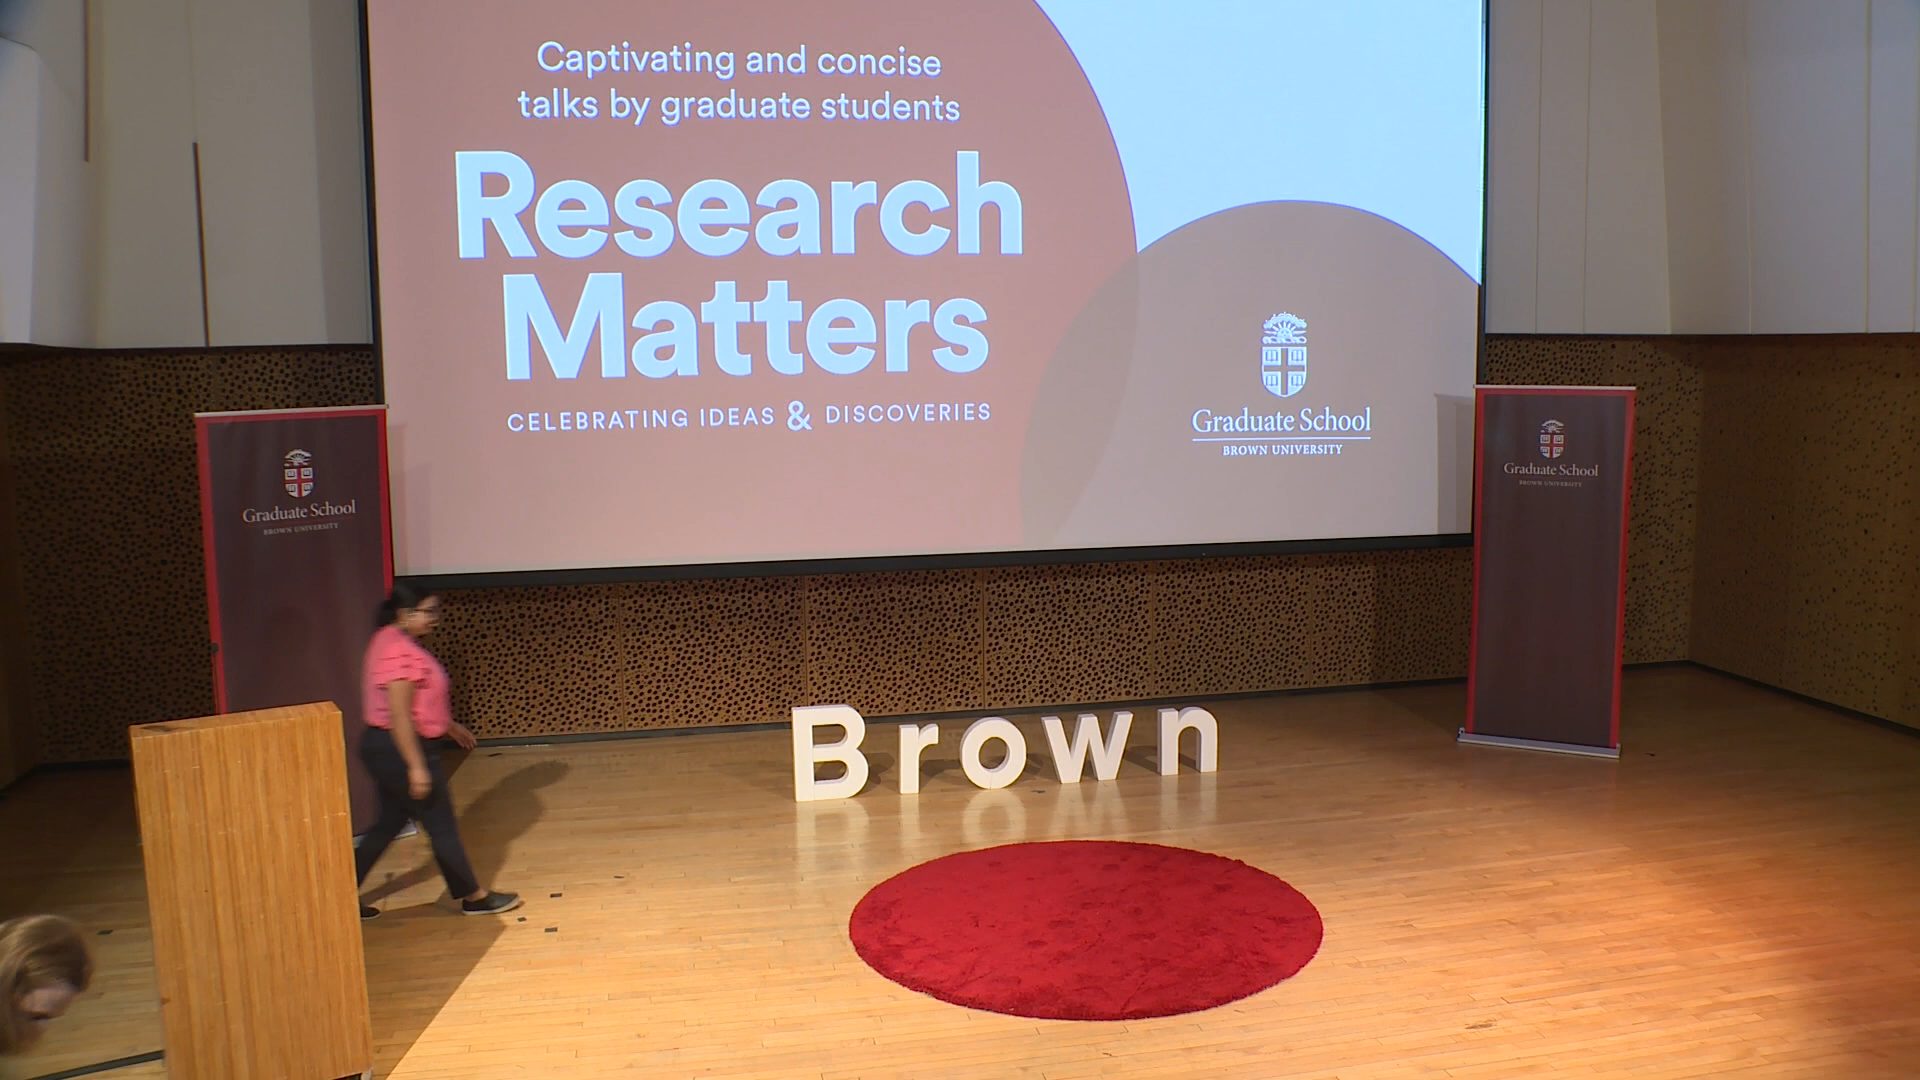 Captivating and concise
talks by graduate students
Research
Matters
CELEBRATING IDEAS & DISCOVERIES
Graduate School
BROWN UNIVERSITY
Graduate School
BROWN UNIVERSITY
Graduate School
BROWN UNIVERSITY
Brown